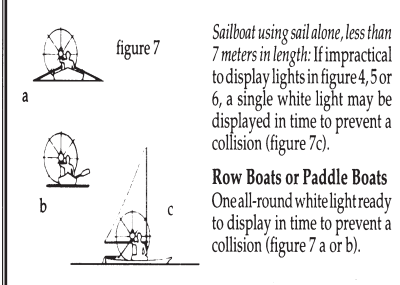 figure 7
a
b
c
Sailboat using sail alone, less than
7 meters in length: If impractical
to display lights in figure 4, 5 or
6, a single white light may be
displayed in time to prevent a
collision (figure 7c).
Row Boats or Paddle Boats
One all-round white light ready
to display in time to prevent a
collision (figure 7 a or b).